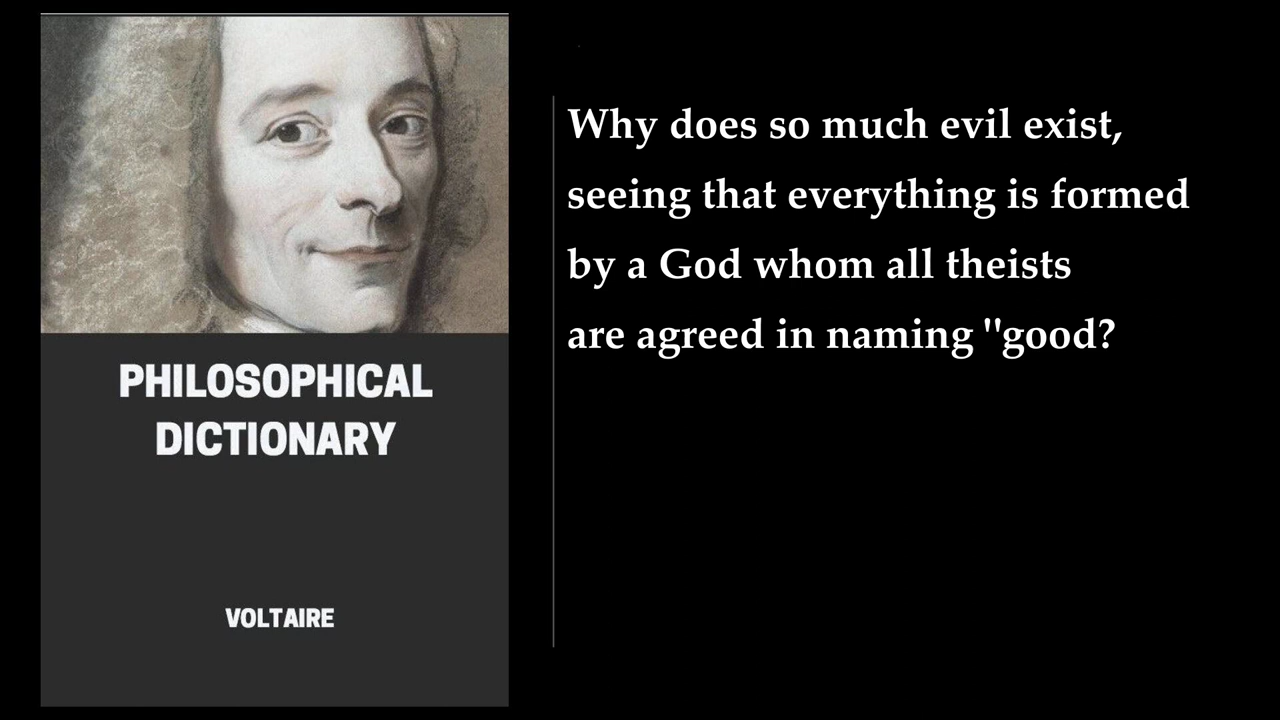 PHILOSOPHICAL
DICTIONARY
VOLTAIRE
Why does so much evil exist,
seeing that everything is formed
by a God whom all theists
are agreed in naming "good?